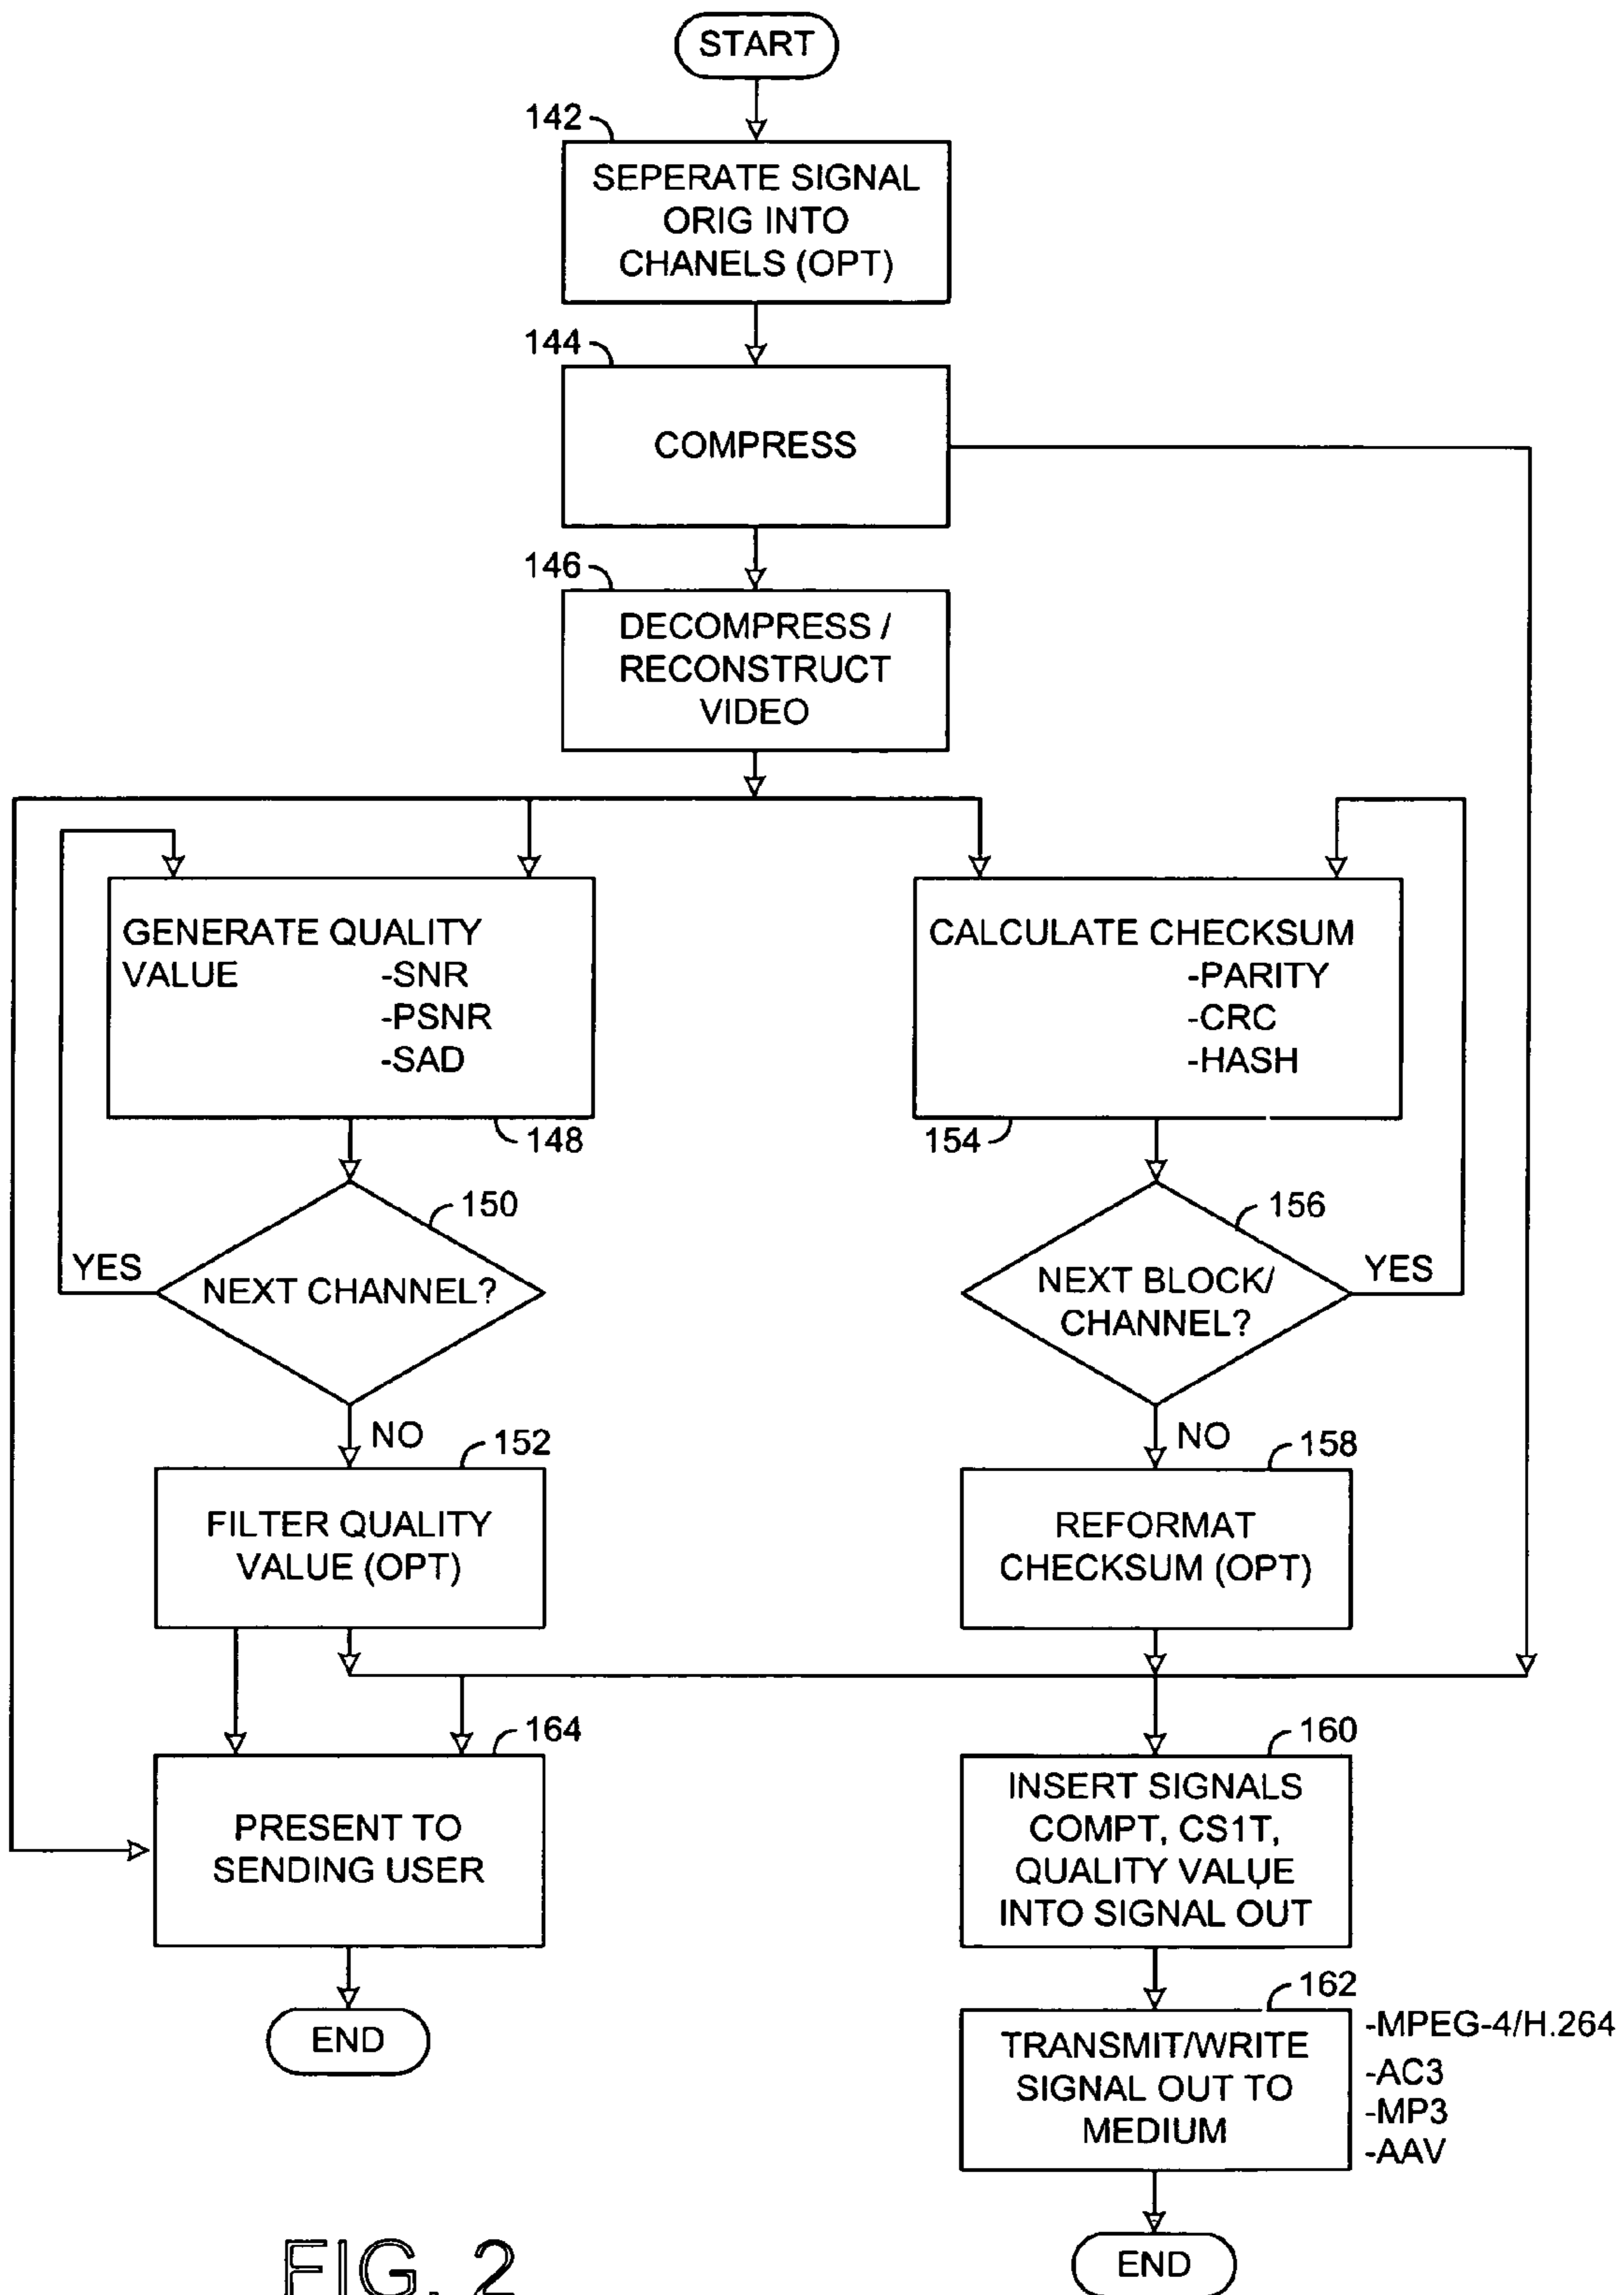 START
142
SEPERATE SIGNAL
ORIG INTO
CHANELS (OPT)
144
COMPRESS
146
DECOMPRESS /
RECONSTRUCT
VIDEO
GENERATE QUALITY
VALUE -SNR
-PSNR
-SAD
148
CALCULATE CHECKSUM
-PARITY
-CRC
-HASH
154
150
YES
NEXT CHANNEL?
NO
156
NEXT BLOCK/
CHANNEL?
YES
NO
152
FILTER QUALITY
VALUE (OPT)
158
REFORMAT
CHECKSUM (OPT)
164
PRESENT TO
SENDING USER
END
160
INSERT SIGNALS
COMPT, CS1T,
QUALITY VALUE
INTO SIGNAL OUT
162
TRANSMIT/WRITE
SIGNAL OUT TO
MEDIUM
-MPEG-4/H.264
-AC3
-MP3
-AAV
END
FIG. 2